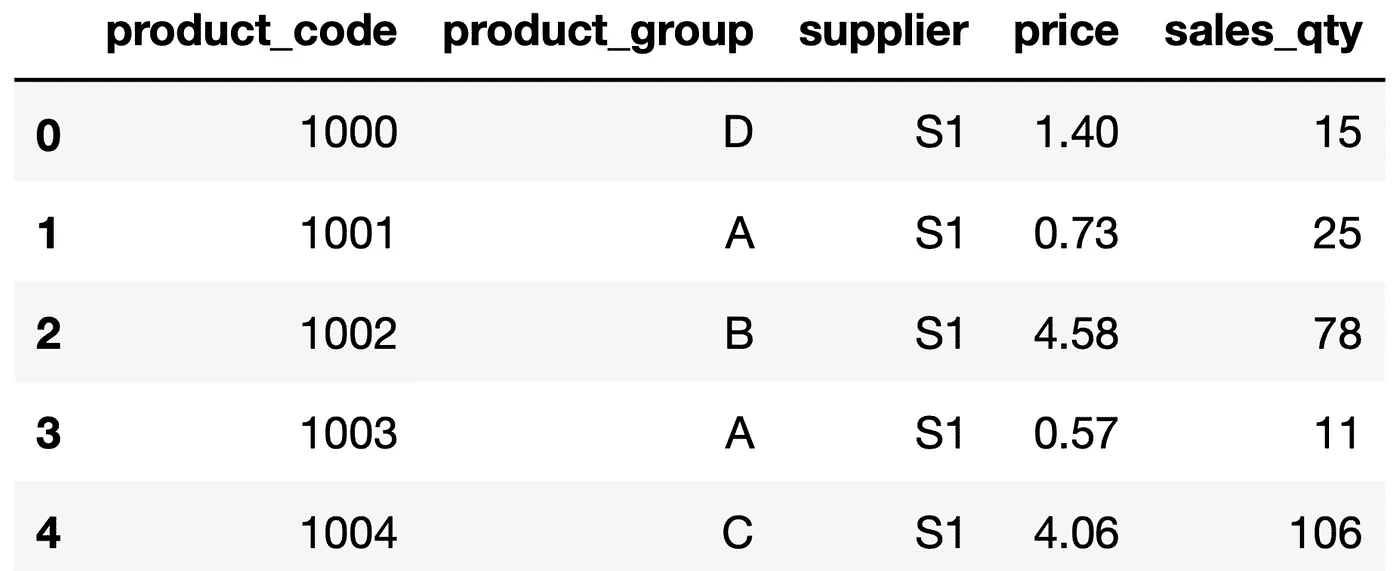 product_code product_group supplier price sales_qty
0 1000 D S1 1.40 15
1 1001 A S1 0.73 25
2 1002 B S1 4.58 78
3 1003 A S1 0.57 11
4 1004 C S1 4.06 106